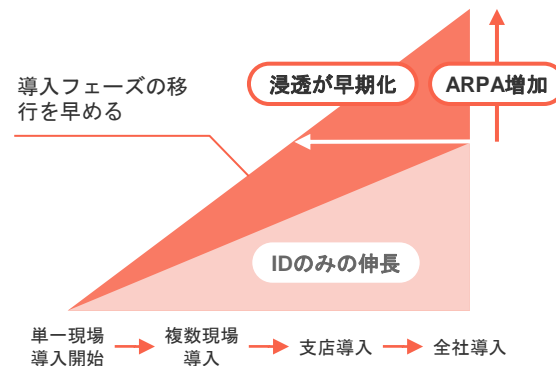 浸透が早期化
ARPA増加
導入フェーズの移
行を早める
IDのみの伸長
単一現場
導入開始
複数現場
導入
支店導入
全社導入